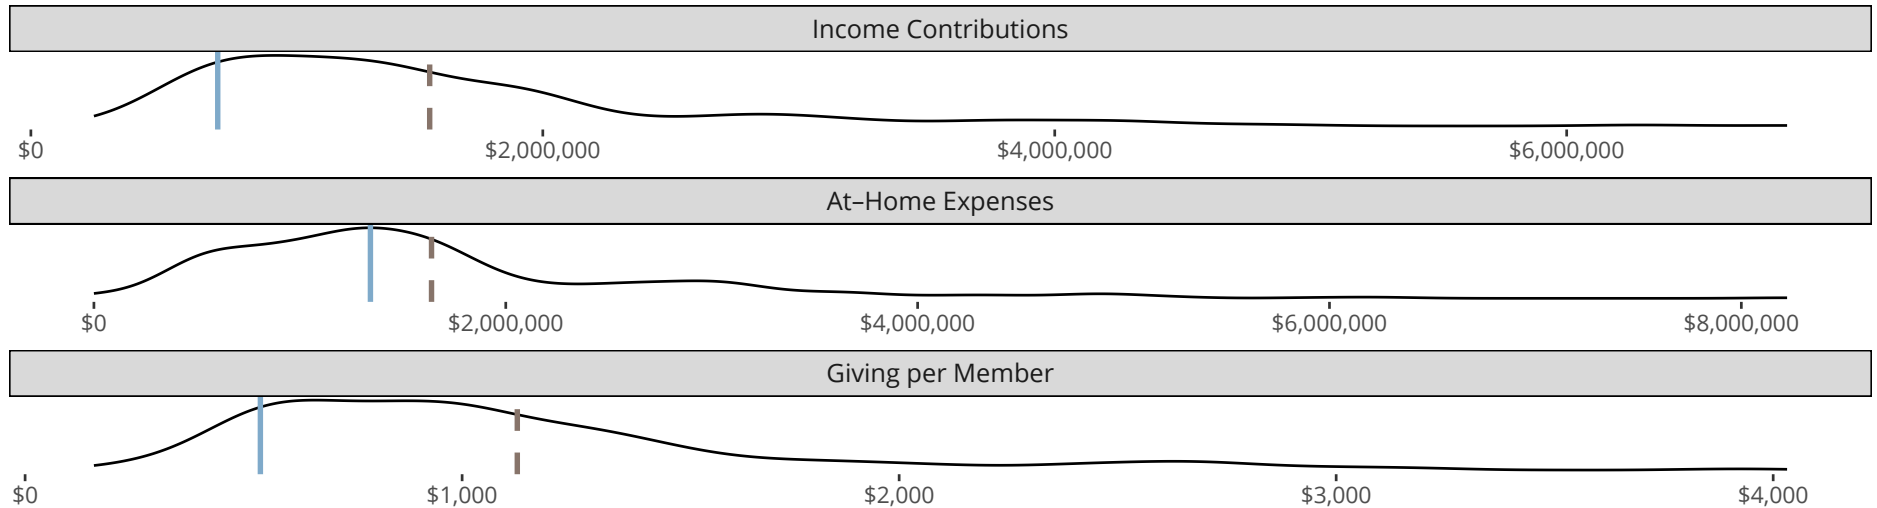 Income Contributions
$0 $2,000,000 $4,000,000 $6,000,000
At–Home Expenses
$0 $2,000,000 $4,000,000 $6,000,000 $8,000,000
Giving per Member
$0 $1,000 $2,000 $3,000 $4,000